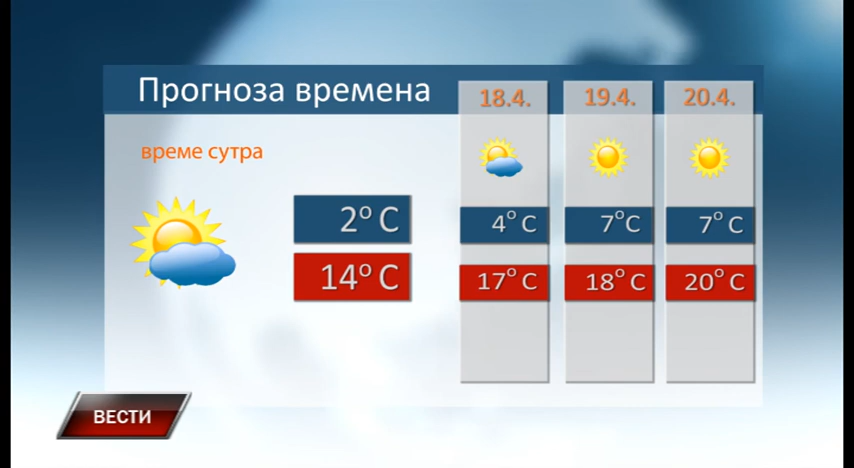 Прогноза времена
време сутра
2° C
14° C
18.4.
4° C
17° C
19.4.
7°C
18° C
20.4.
7° C
20° C
ВЕСТИ